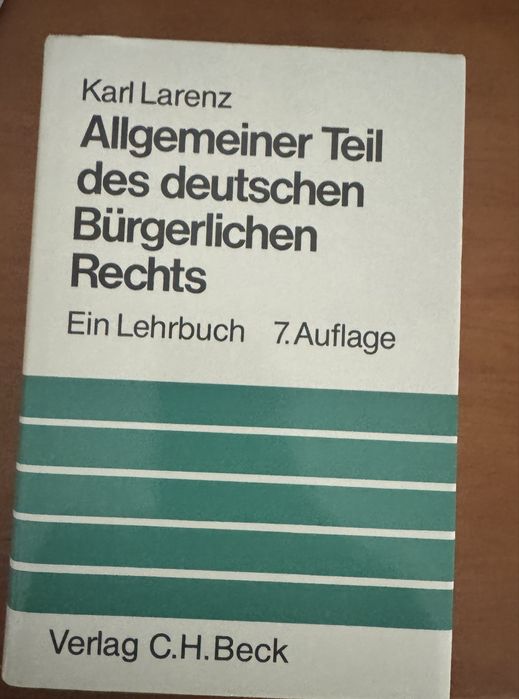 Karl Larenz
Allgemeiner Teil
des deutschen
Bürgerlichen
Rechts
Ein Lehrbuch 7. Auflage
Verlag C.H.Beck